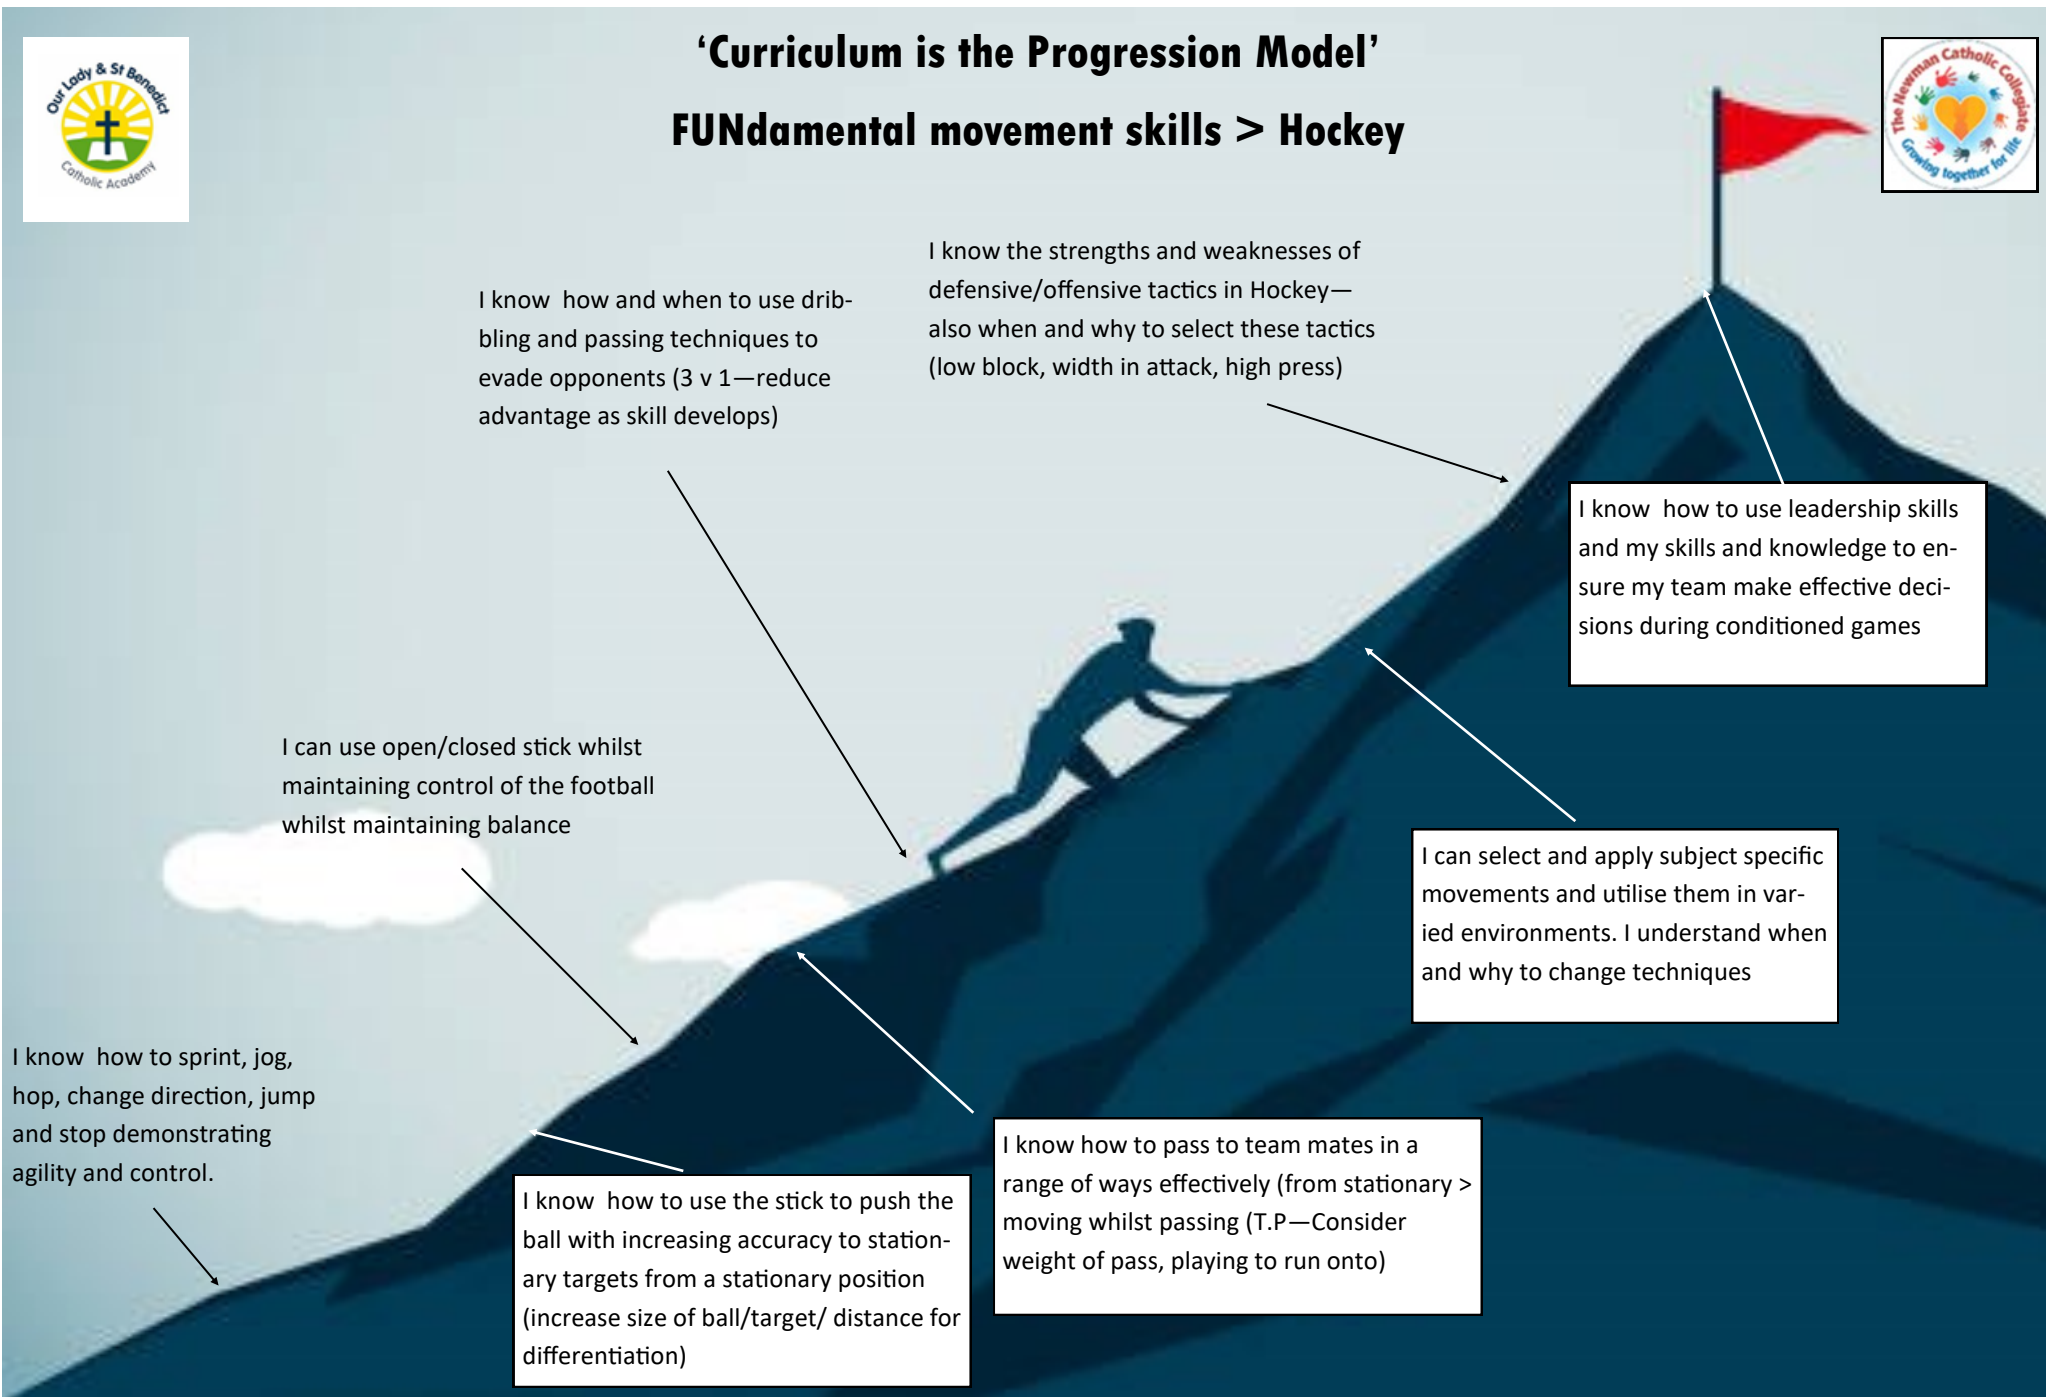 ‘Curriculum is the Progression Model’
FUNdamental movement skills > Hockey
Our Lady & St Benedict
Catholic Academy
The Newman Catholic Collegiate
Growing together for life
I know the strengths and weaknesses of
defensive/offensive tactics in Hockey—
also when and why to select these tactics
(low block, width in attack, high press)
I know  how and when to use drib-
bling and passing techniques to
evade opponents (3 v 1—reduce
advantage as skill develops)
I know  how to use leadership skills
and my skills and knowledge to en-
sure my team make effective deci-
sions during conditioned games
I can use open/closed stick whilst
maintaining control of the football
whilst maintaining balance
I can select and apply subject specific
movements and utilise them in var-
ied environments. I understand when
and why to change techniques
I know  how to sprint, jog,
hop, change direction, jump
and stop demonstrating
agility and control.
I know how to pass to team mates in a
range of ways effectively (from stationary >
moving whilst passing (T.P—Consider
weight of pass, playing to run onto)
I know  how to use the stick to push the
ball with increasing accuracy to station-
ary targets from a stationary position
(increase size of ball/target/ distance for
differentiation)